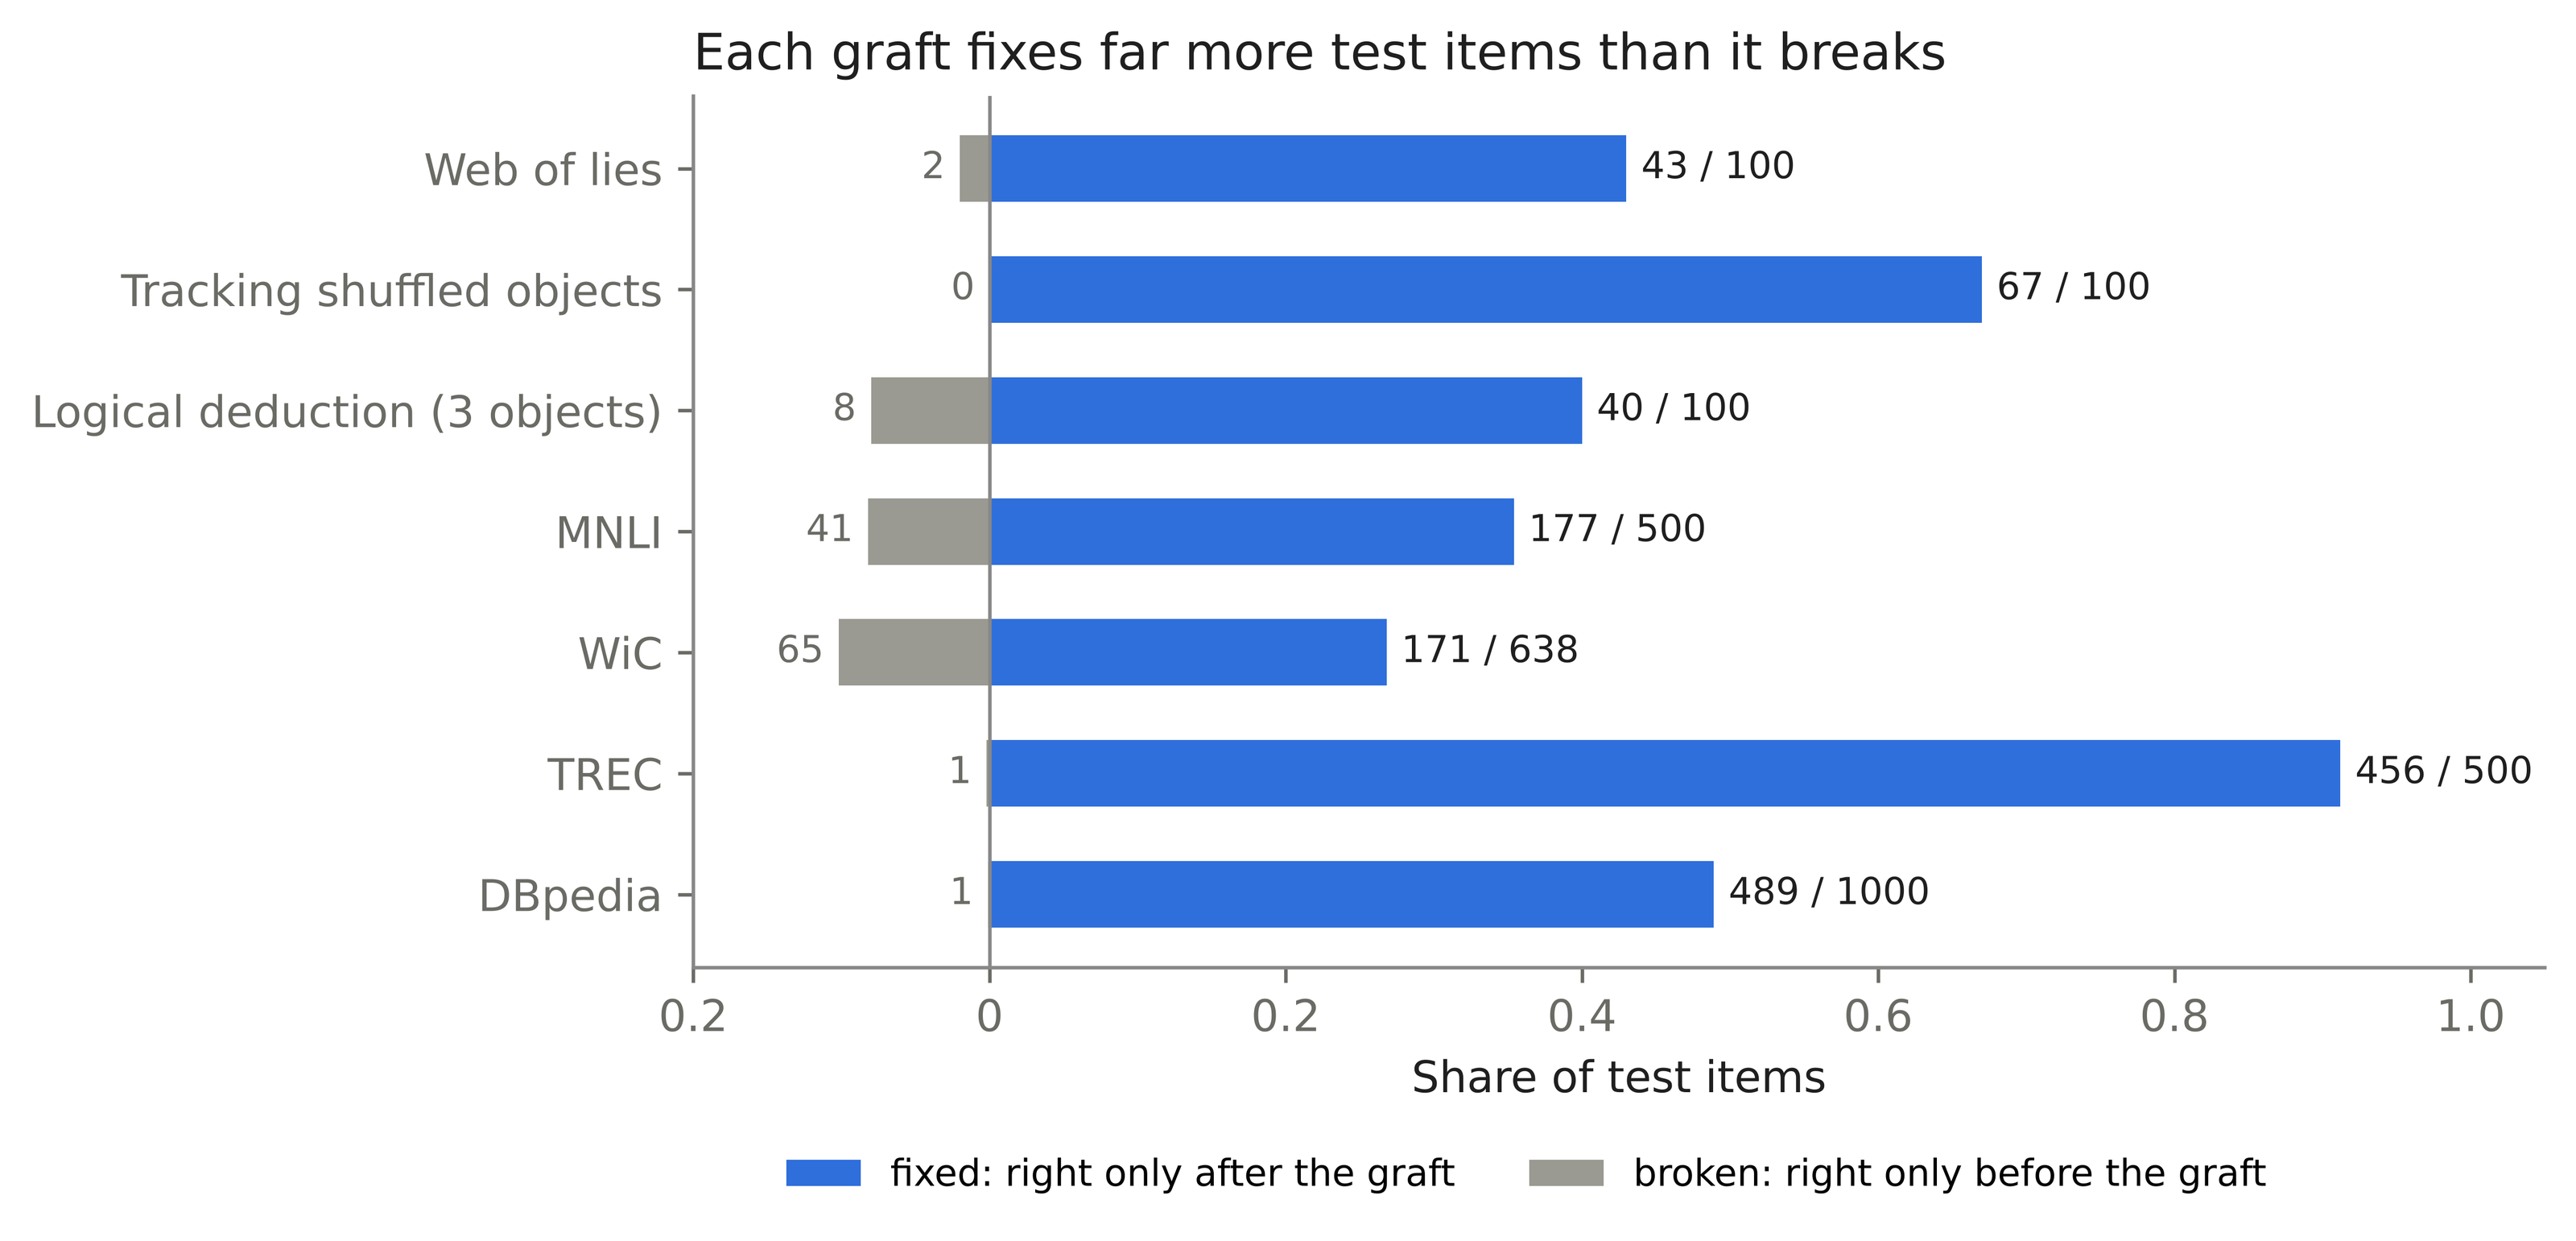 Each graft fixes far more test items than it breaks
Web of lies
2
43 / 100
Tracking shuffled objects
0
67 / 100
Logical deduction (3 objects)
8
40 / 100
MNLI
41
177 / 500
WiC
65
171 / 638
TREC
1
456 / 500
DBpedia
1
489 / 1000
0.2 0 0.2 0.4 0.6 0.8 1.0
Share of test items
fixed: right only after the graft
broken: right only before the graft